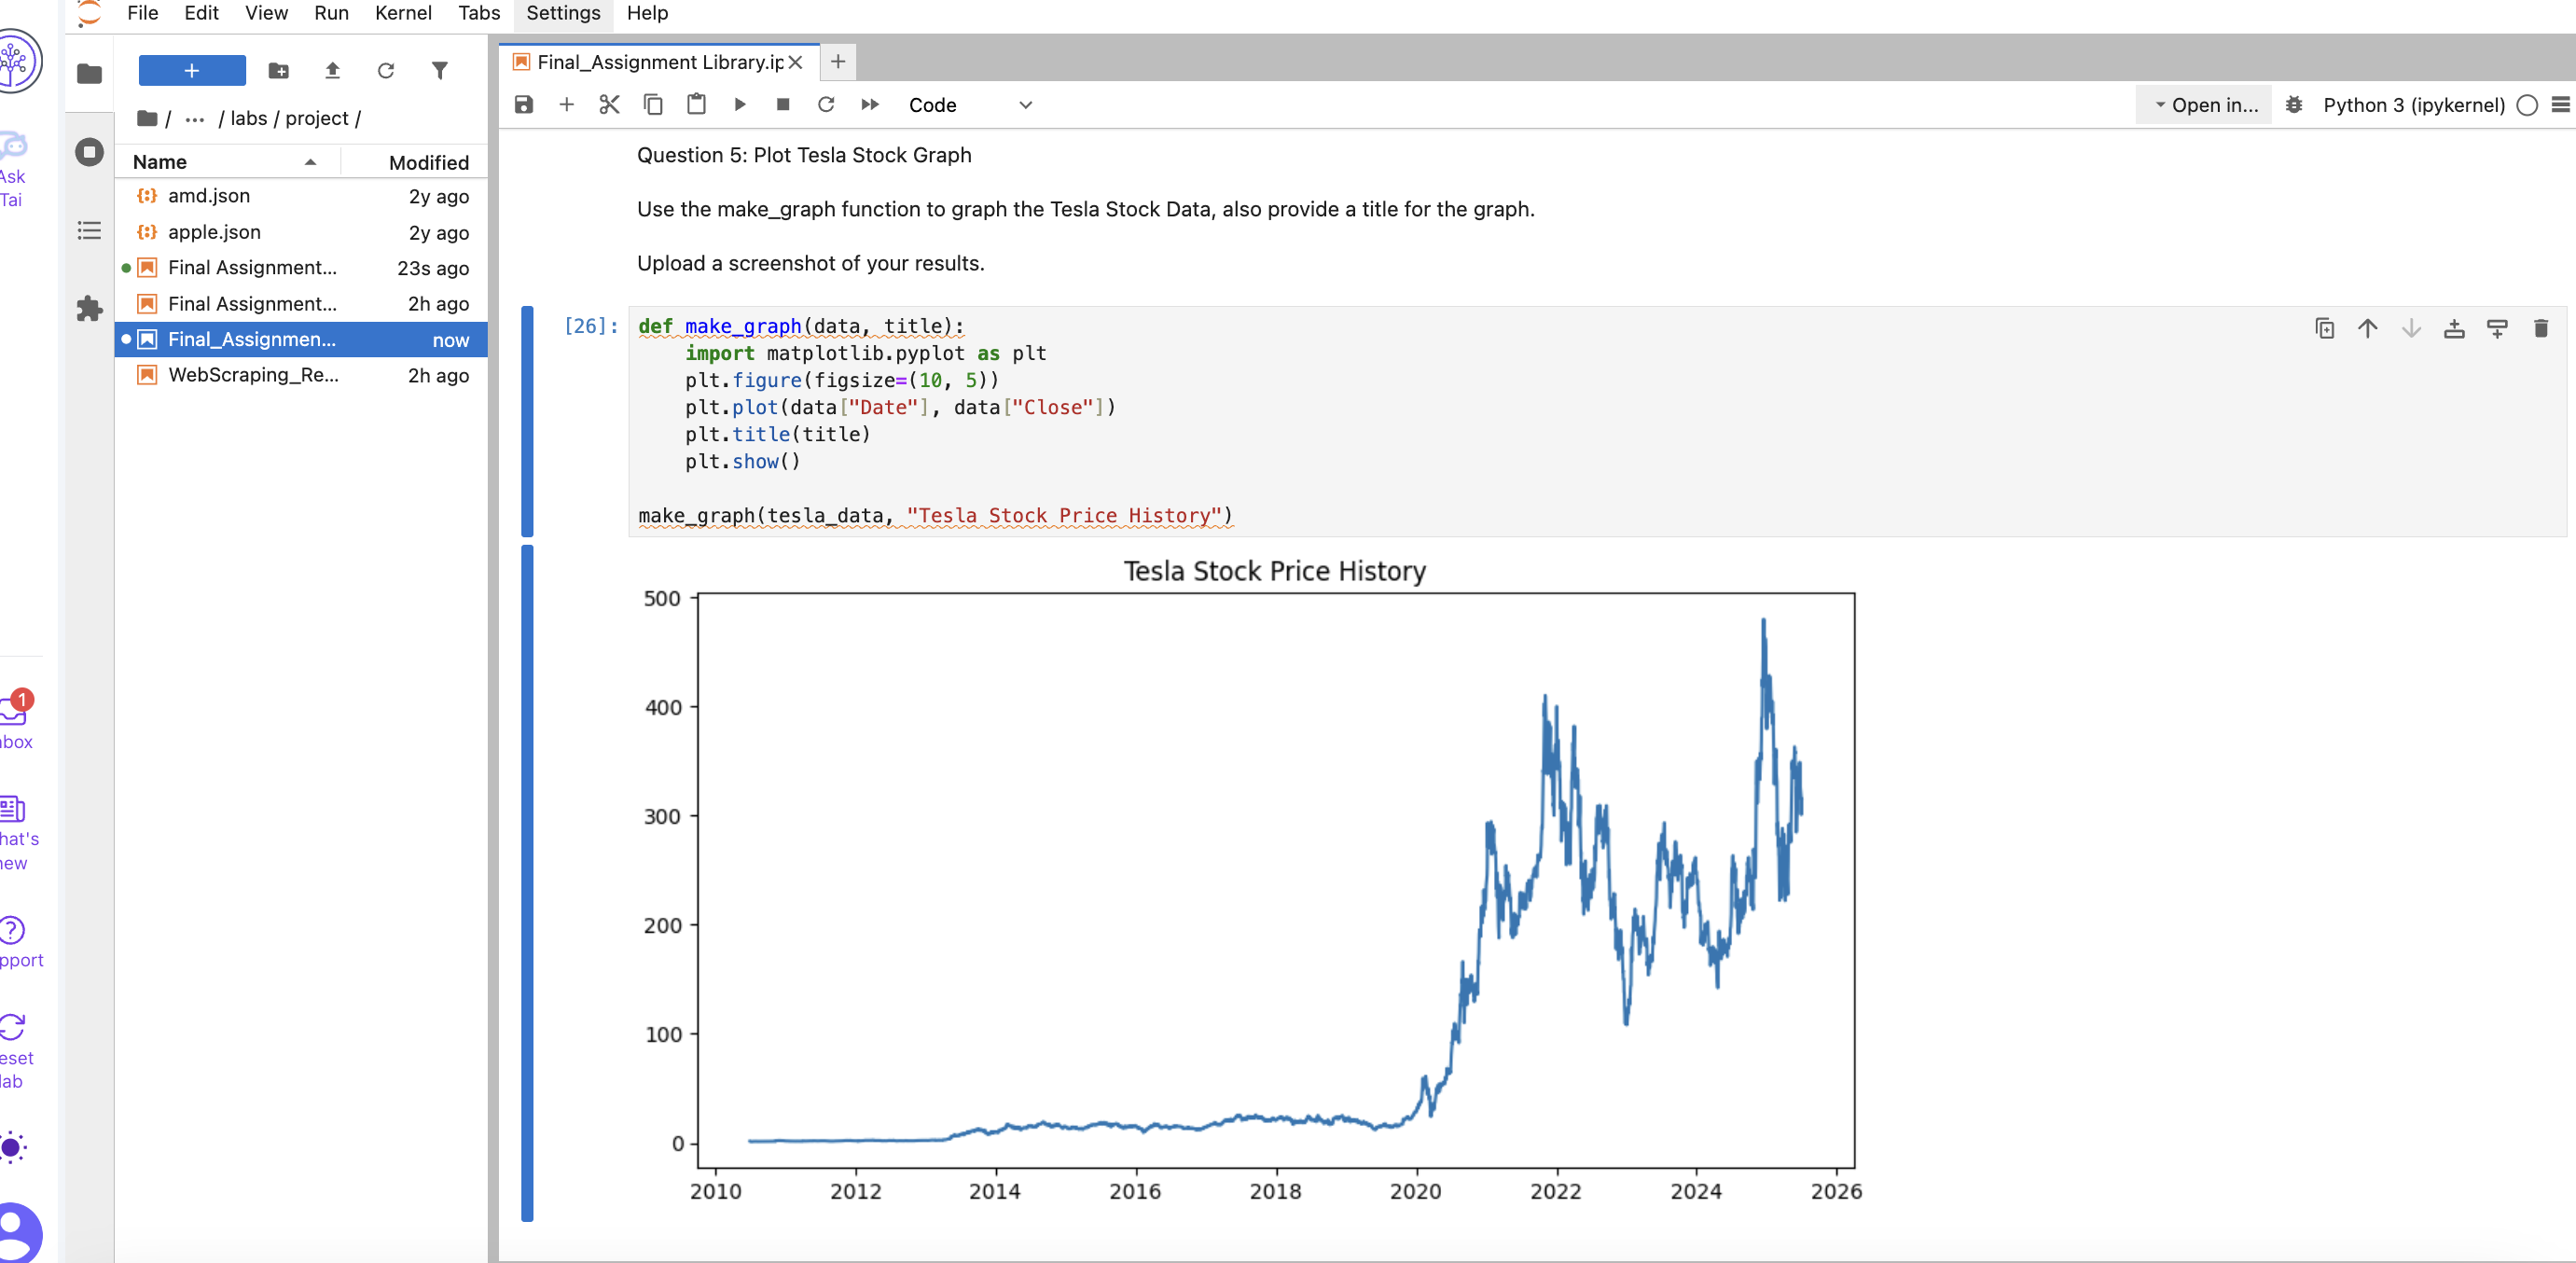 File Edit View Run Kernel Tabs Settings Help
Ask
Tai
1
box
hat's
new
pport
eset
lab
+
/ ... / labs / project /
Name Modified
amd.json 2y ago
apple.json 2y ago
Final Assignment... 23s ago
Final Assignment... 2h ago
Final_Assignmen... now
WebScraping_Re... 2h ago
Final_Assignment Library.ip
Code
Open in...
Python 3 (ipykernel)
Question 5: Plot Tesla Stock Graph
Use the make_graph function to graph the Tesla Stock Data, also provide a title for the graph.
Upload a screenshot of your results.
[26]:
def make_graph(data, title):
    import matplotlib.pyplot as plt
    plt.figure(figsize=(10, 5))
    plt.plot(data["Date"], data["Close"])
    plt.title(title)
    plt.show()
make_graph(tesla_data, "Tesla Stock Price History")
Tesla Stock Price History
500
400
300
200
100
0
2010 2012 2014 2016 2018 2020 2022 2024 2026